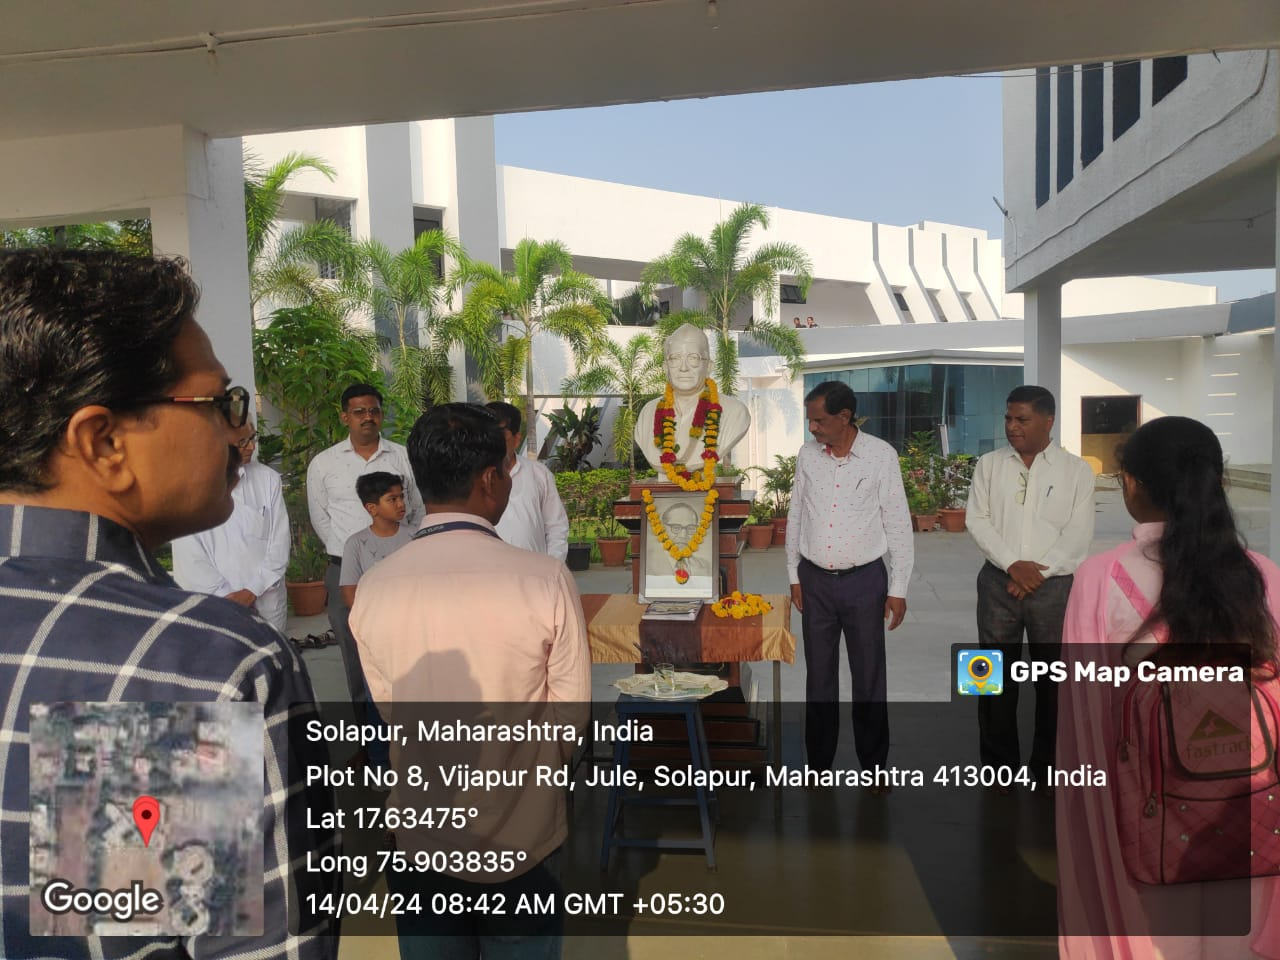 GPS Map Camera
Solapur, Maharashtra, India
Plot No 8, Vijapur Rd, Jule, Solapur, Maharashtra 413004, India
Lat 17.63475°
Long 75.903835°
14/04/24 08:42 AM GMT +05:30
Google
fastrack